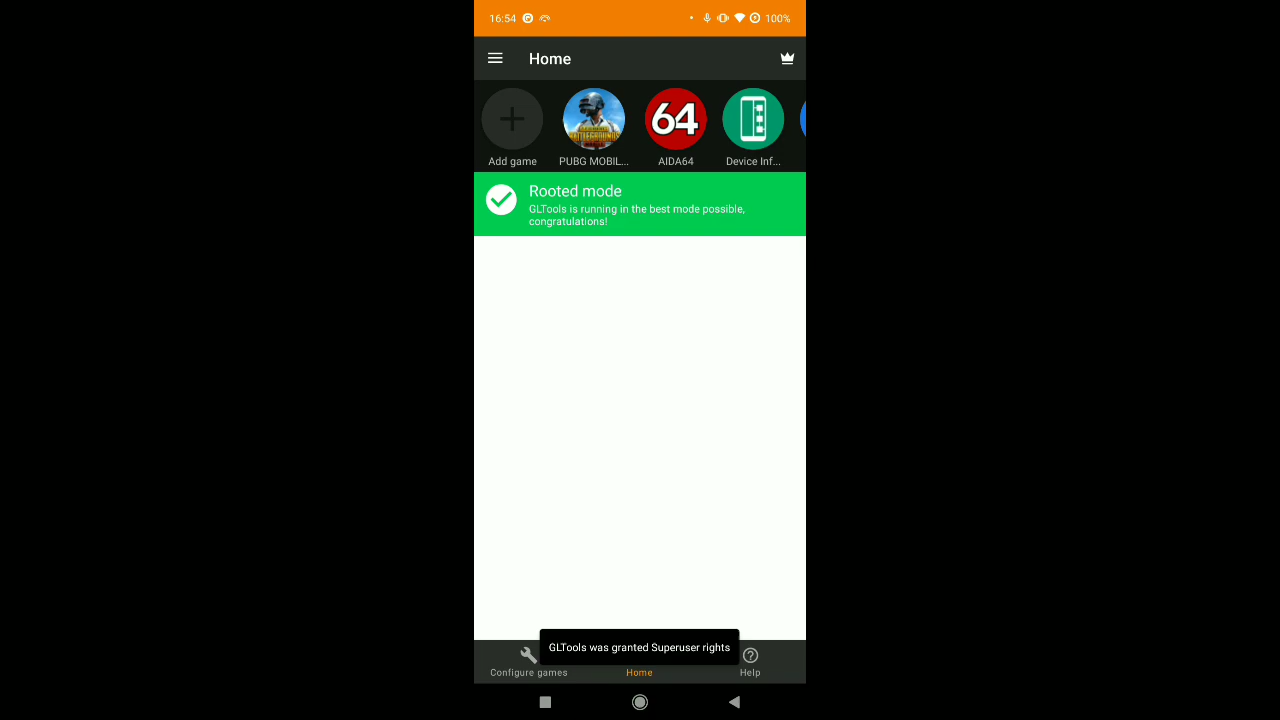 16:54
100%
Home
64
Add game
PUBG MOBIL...
AIDA64
Device Inf...
Rooted mode
GLTools is running in the best mode possible,
congratulations!
GLTools was granted Superuser rights
Configure games
Home
Help